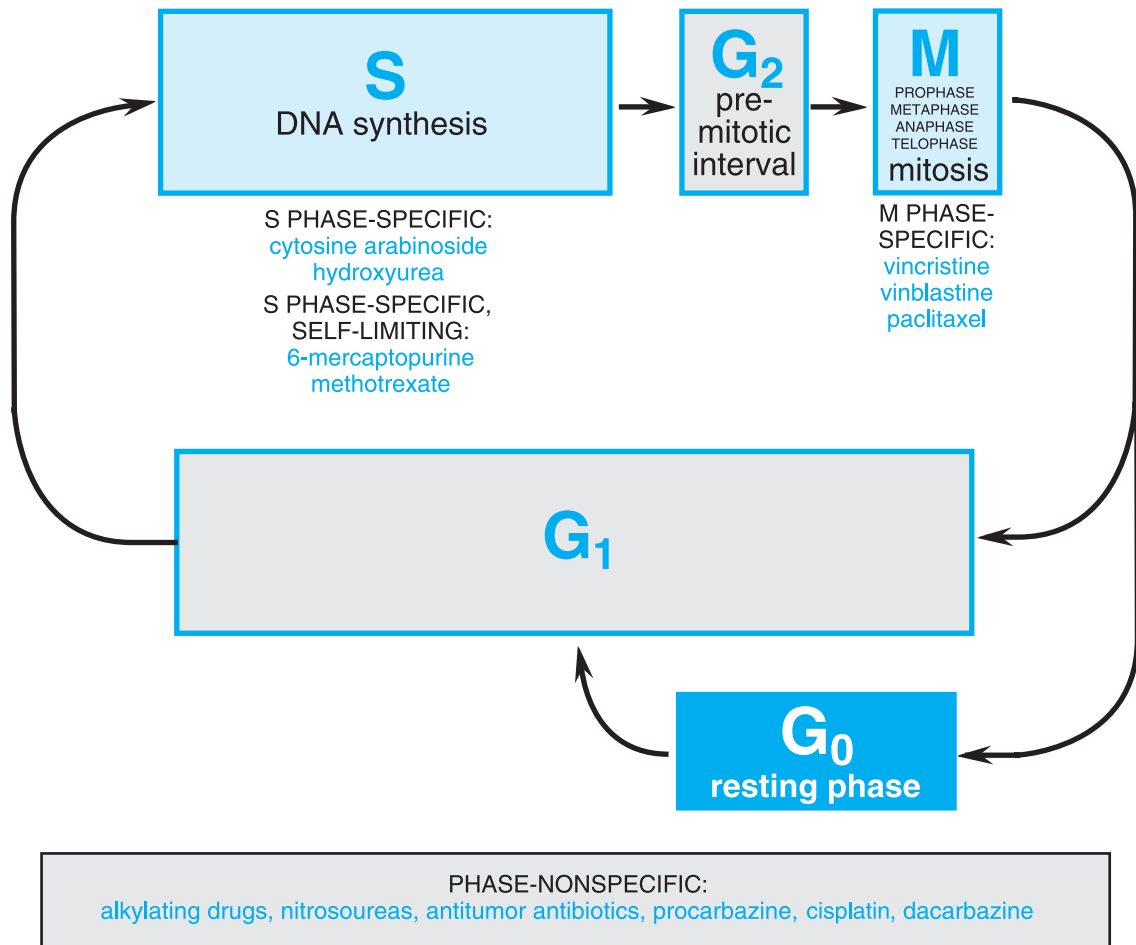 S
DNA synthesis
G2
pre-
mitotic
interval
M
PROPHASE
METAPHASE
ANAPHASE
TELOPHASE
mitosis
S PHASE-SPECIFIC:
cytosine arabinoside
hydroxyurea
S PHASE-SPECIFIC,
SELF-LIMITING:
6-mercaptopurine
methotrexate
M PHASE-
SPECIFIC:
vincristine
vinblastine
paclitaxel
G1
G0
resting phase
PHASE-NONSPECIFIC:
alkylating drugs, nitrosoureas, antitumor antibiotics, procarbazine, cisplatin, dacarbazine